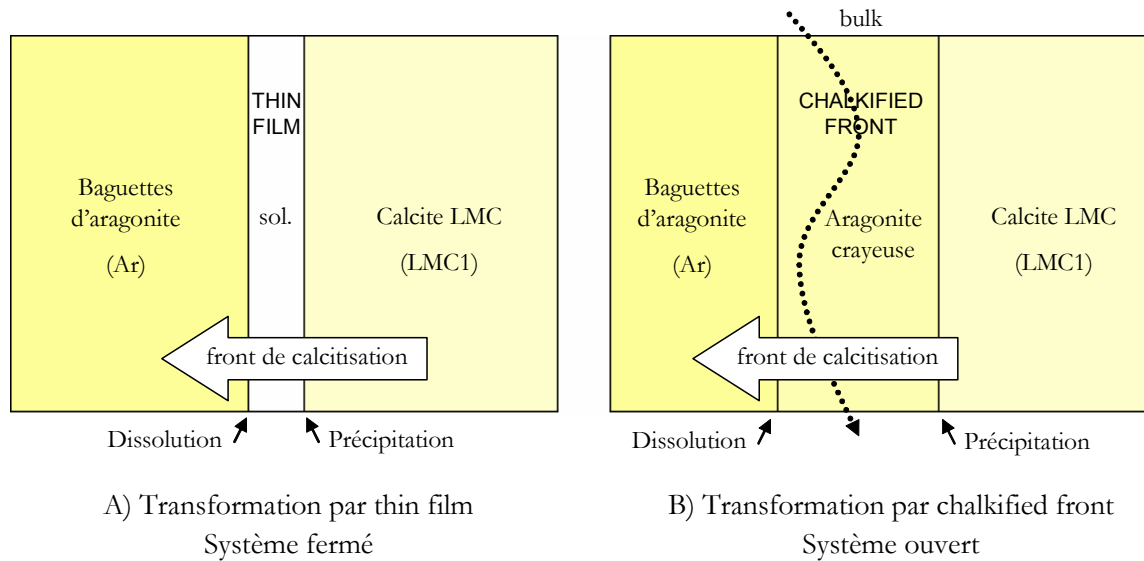 THIN
FILM
Baguettes
d'aragonite
(Ar)
sol.
Calcite LMC
(LMC1)
front de calcitisation
Dissolution
Précipitation
A) Transformation par thin film
Système fermé
bulk
CHALKIFIED
FRONT
Baguettes
d'aragonite
(Ar)
Aragonite
crayeuse
Calcite LMC
(LMC1)
front de calcitisation
Dissolution
Précipitation
B) Transformation par chalkified front
Système ouvert